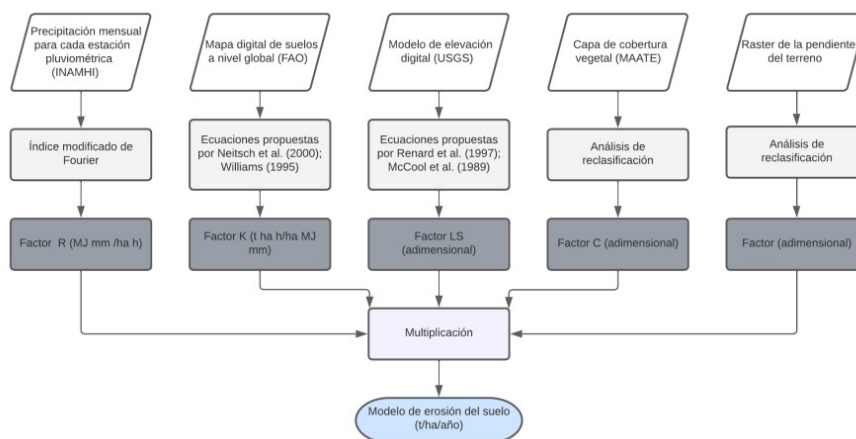 Precipitación mensual
para cada estación
pluviométrica
(INAMHI)
Mapa digital de suelos
a nivel global (FAO)
Modelo de elevación
digital (USGS)
Capa de cobertura
vegetal (MAATE)
Raster de la pendiente
del terreno
Índice modificado de
Fourier
Ecuaciones propuestas
por Neitsch et al. (2000);
Williams (1995)
Ecuaciones propuestas
por Renard et al. (1997);
McCool et al. (1989)
Análisis de
reclasificación
Análisis de
reclasificación
Factor R (MJ mm /ha h)
Factor K (t ha h/ha MJ
mm)
Factor LS
(adimensional)
Factor C (adimensional)
Factor (adimensional)
Multiplicación
Modelo de erosión del suelo
(t/ha/año)